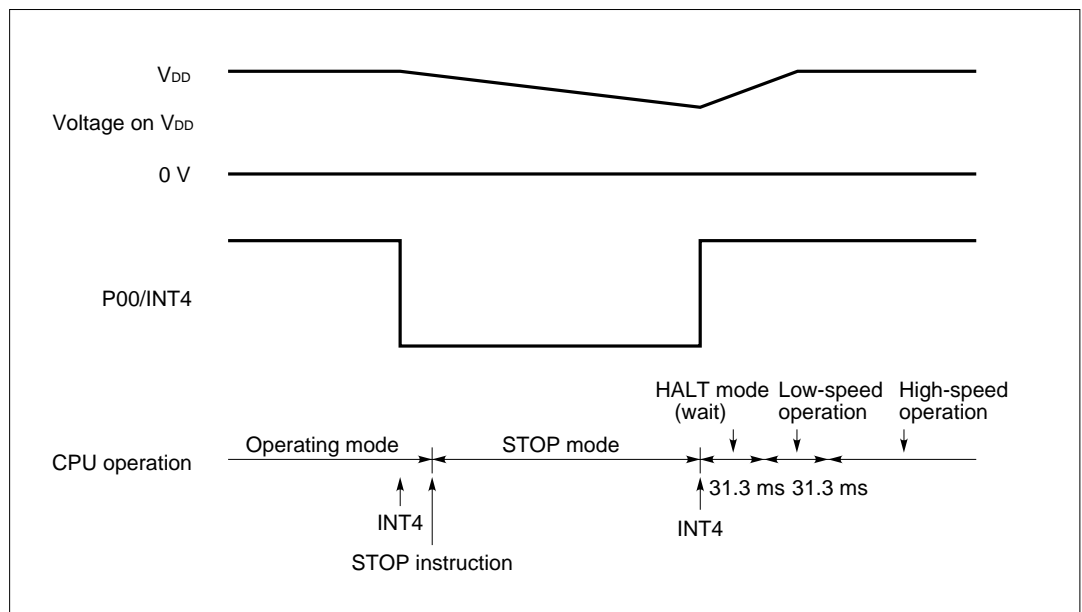 VDD
Voltage on VDD
0 V
P00/INT4
HALT mode
(wait)
Low-speed
operation
High-speed
operation
CPU operation
Operating mode
STOP mode
31.3 ms
31.3 ms
INT4
INT4
STOP instruction